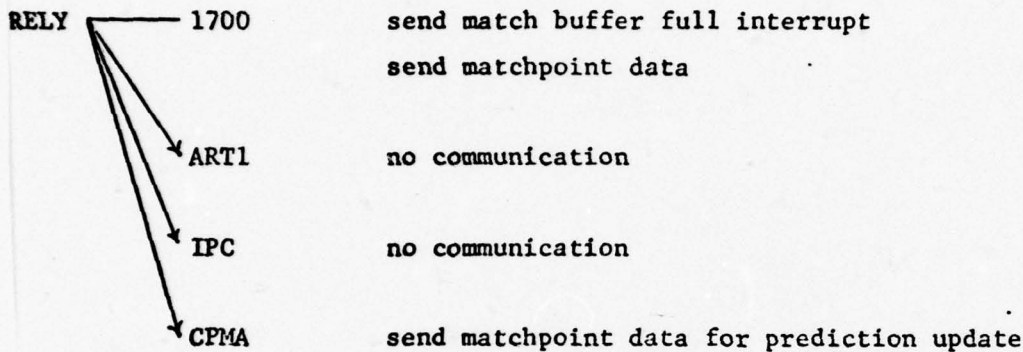 RELY 1700 send match buffer full interrupt
send matchpoint data
ART1 no communication
IPC no communication
CPMA send matchpoint data for prediction update